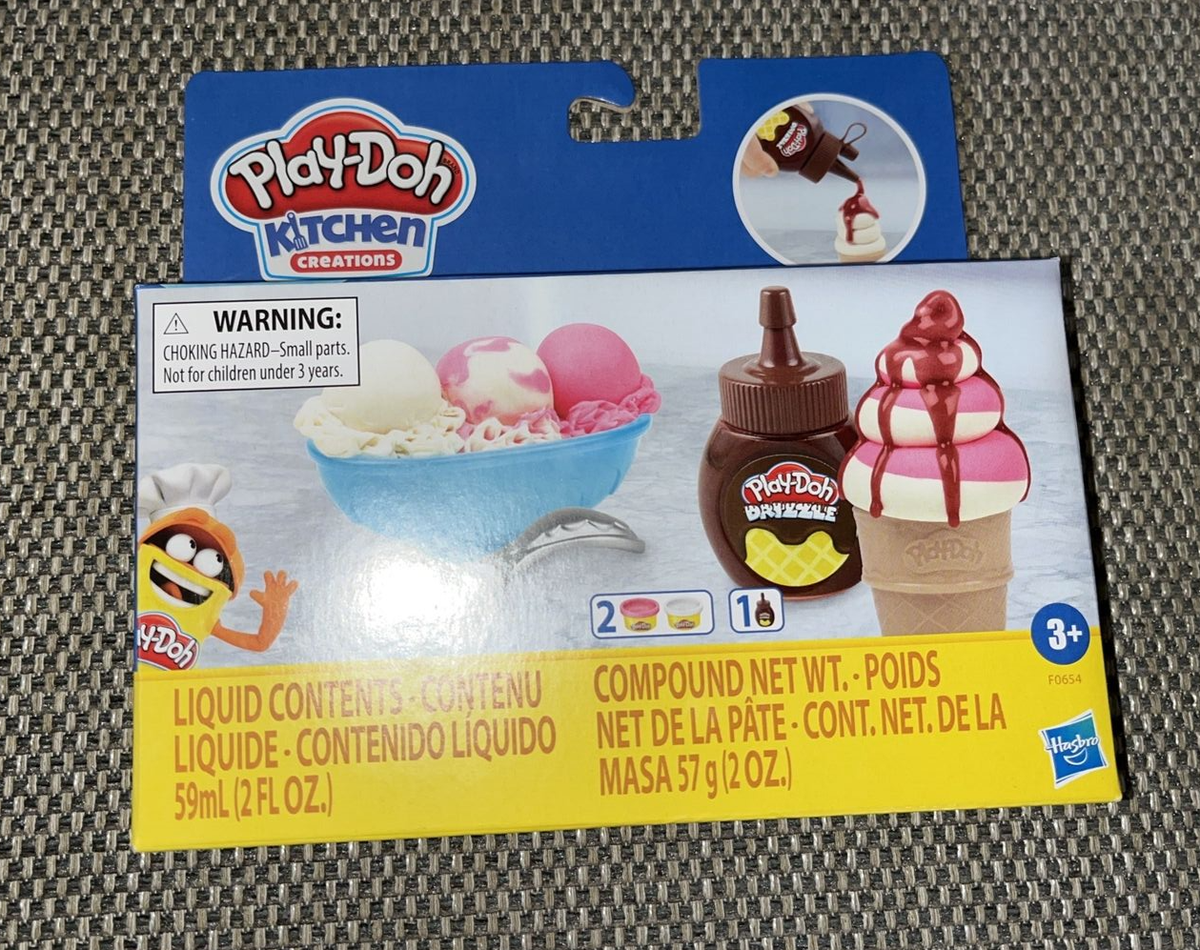 PLAY-DOH
KITCHEN
CREATIONS
WARNING:
CHOKING HAZARD–Small parts.
Not for children under 3 years.
PLAY-DOH
DRIZZLE
PLAY-DOH
Y-DOH
2
1
3+
F0654
LIQUID CONTENTS · CONTENU
LIQUIDE · CONTENIDO LÍQUIDO
59mL (2 FL OZ.)
COMPOUND NET WT. · POIDS
NET DE LA PÂTE · CONT. NET. DE LA
MASA 57 g (2 OZ.)
Hasbro